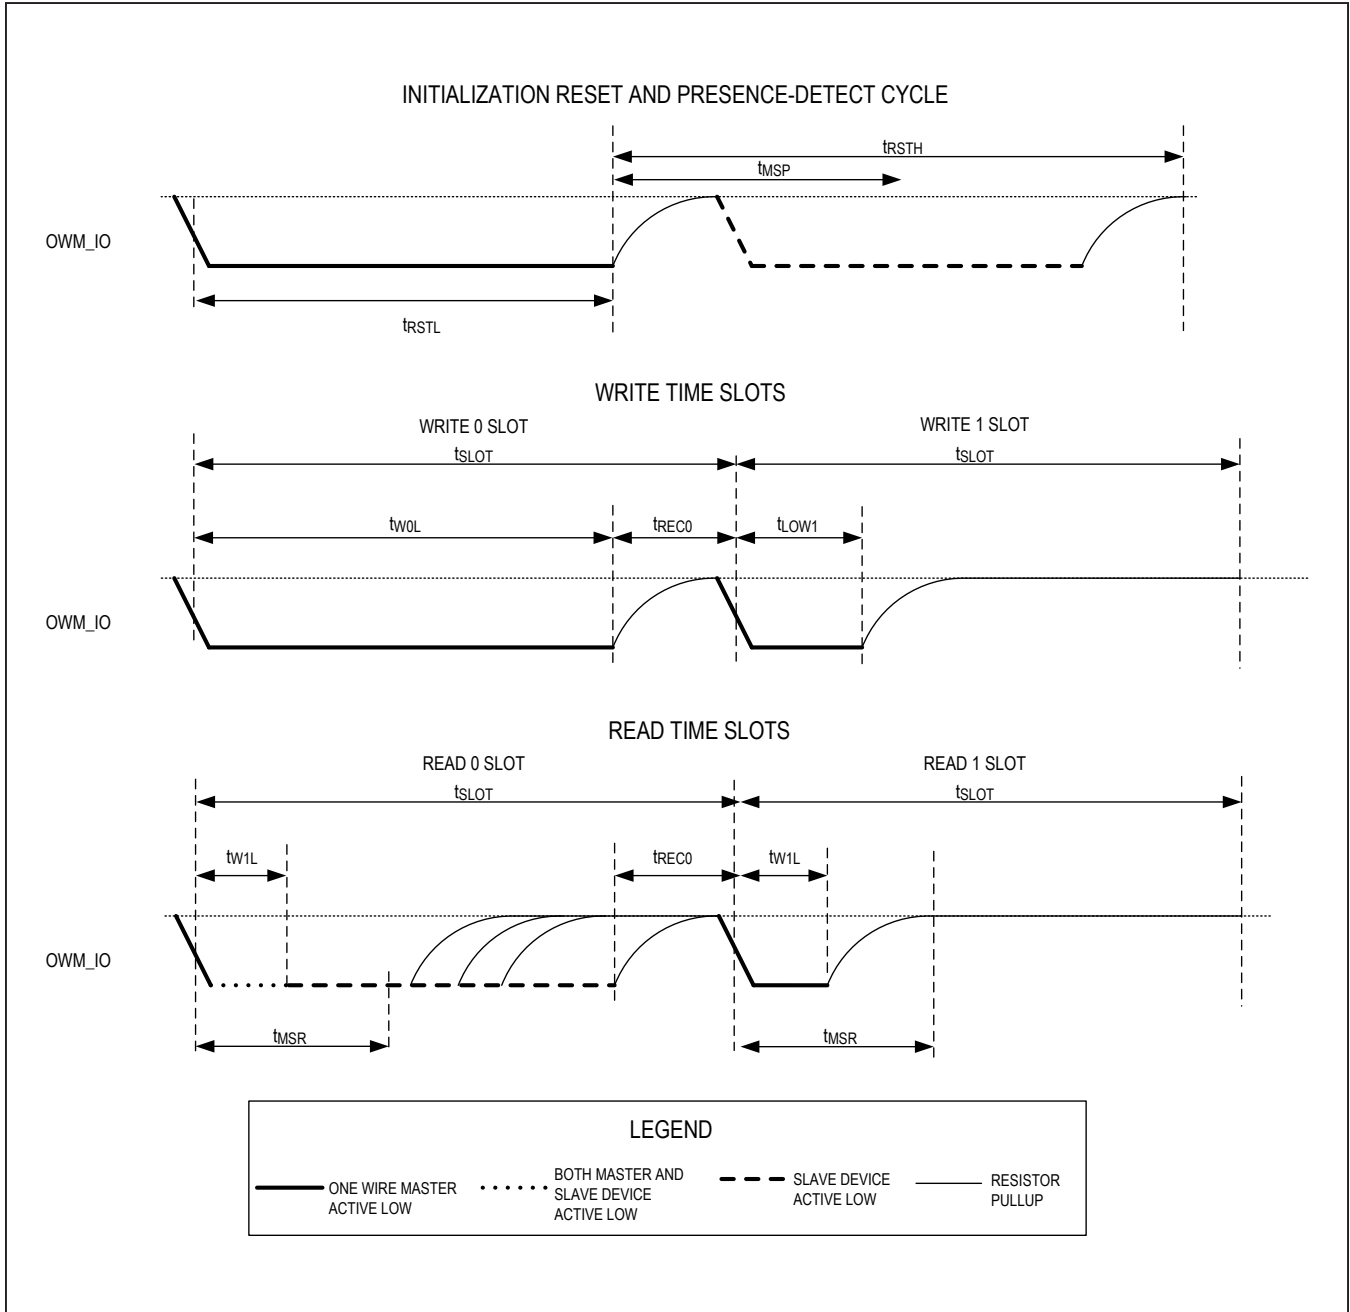 INITIALIZATION RESET AND PRESENCE-DETECT CYCLE
tRSTH
tMSP
OWM_IO
tRSTL
WRITE TIME SLOTS
WRITE 0 SLOT
WRITE 1 SLOT
tSLOT
tSLOT
tW0L
tREC0
tLOW1
OWM_IO
READ TIME SLOTS
READ 0 SLOT
READ 1 SLOT
tSLOT
tSLOT
tW1L
tREC0
tW1L
OWM_IO
tMSR
tMSR
LEGEND
ONE WIRE MASTER
ACTIVE LOW
BOTH MASTER AND
SLAVE DEVICE
ACTIVE LOW
SLAVE DEVICE
ACTIVE LOW
RESISTOR
PULLUP